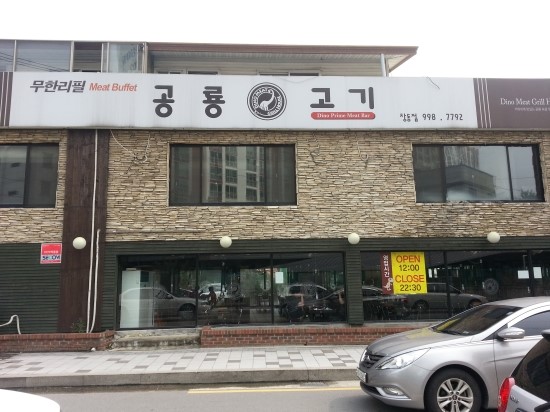 무한리필 Meat Buffet 공룡 고기
Dino Prime Meat Bar
998.7792
Dino Meat Grill
OPEN
12:00
CLOSE
22:30